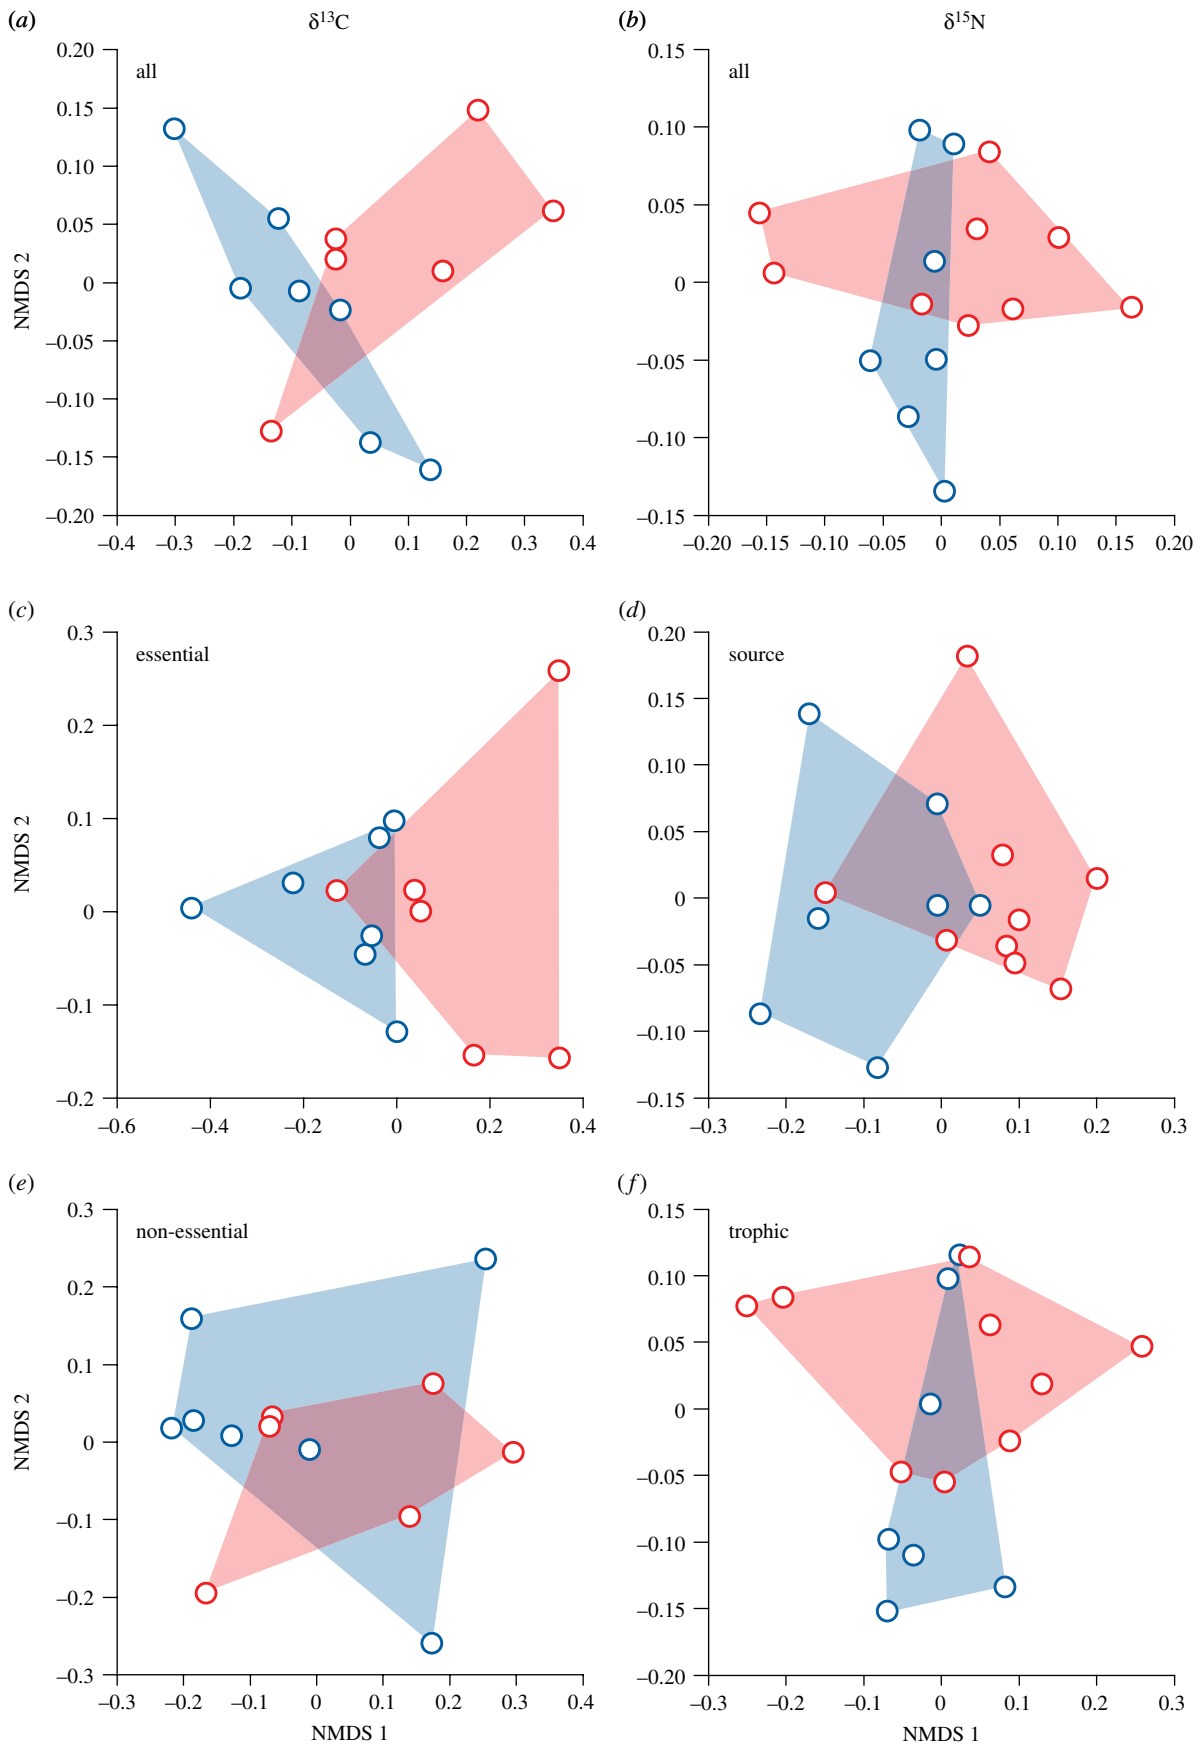 (a) δ¹³C
(b) δ¹⁵N
all
0.20
0.15
0.10
0.05
0
–0.05
–0.10
–0.15
–0.20
NMDS 2
–0.4 –0.3 –0.2 –0.1 0 0.1 0.2 0.3 0.4
all
0.15
0.10
0.05
0
–0.05
–0.10
–0.15
–0.20 –0.15 –0.10 –0.05 0 0.05 0.10 0.15 0.20
(c)
essential
0.3
0.2
0.1
0
–0.1
–0.2
NMDS 2
–0.6 –0.4 –0.2 0 0.2 0.4
(d)
source
0.20
0.15
0.10
0.05
0
–0.05
–0.10
–0.15
–0.3 –0.2 –0.1 0 0.1 0.2 0.3
(e)
non-essential
0.3
0.2
0.1
0
–0.1
–0.2
–0.3
NMDS 2
–0.3 –0.2 –0.1 0 0.1 0.2 0.3 0.4
NMDS 1
(f)
trophic
0.15
0.10
0.05
0
–0.05
–0.10
–0.15
–0.20
–0.3 –0.2 –0.1 0 0.1 0.2 0.3
NMDS 1